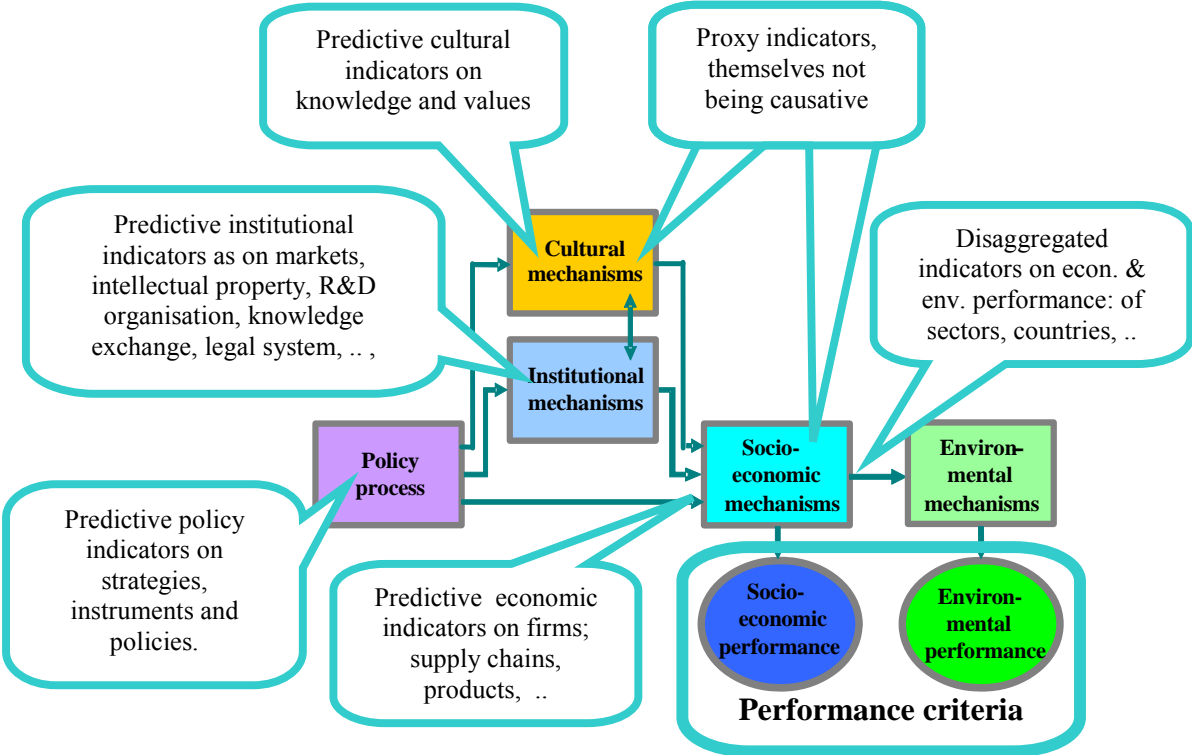 Predictive cultural
indicators on
knowledge and values
Proxy indicators,
themselves not
being causative
Predictive institutional
indicators as on markets,
intellectual property, R&D
organisation, knowledge
exchange, legal system, .. ,
Cultural
mechanisms
Disaggregated
indicators on econ. &
env. performance: of
sectors, countries, ..
Institutional
mechanisms
Policy
process
Socio-
economic
mechanisms
Environ-
mental
mechanisms
Predictive policy
indicators on
strategies,
instruments and
policies.
Predictive economic
indicators on firms;
supply chains,
products, ..
Socio-
economic
performance
Environ-
mental
performance
Performance criteria